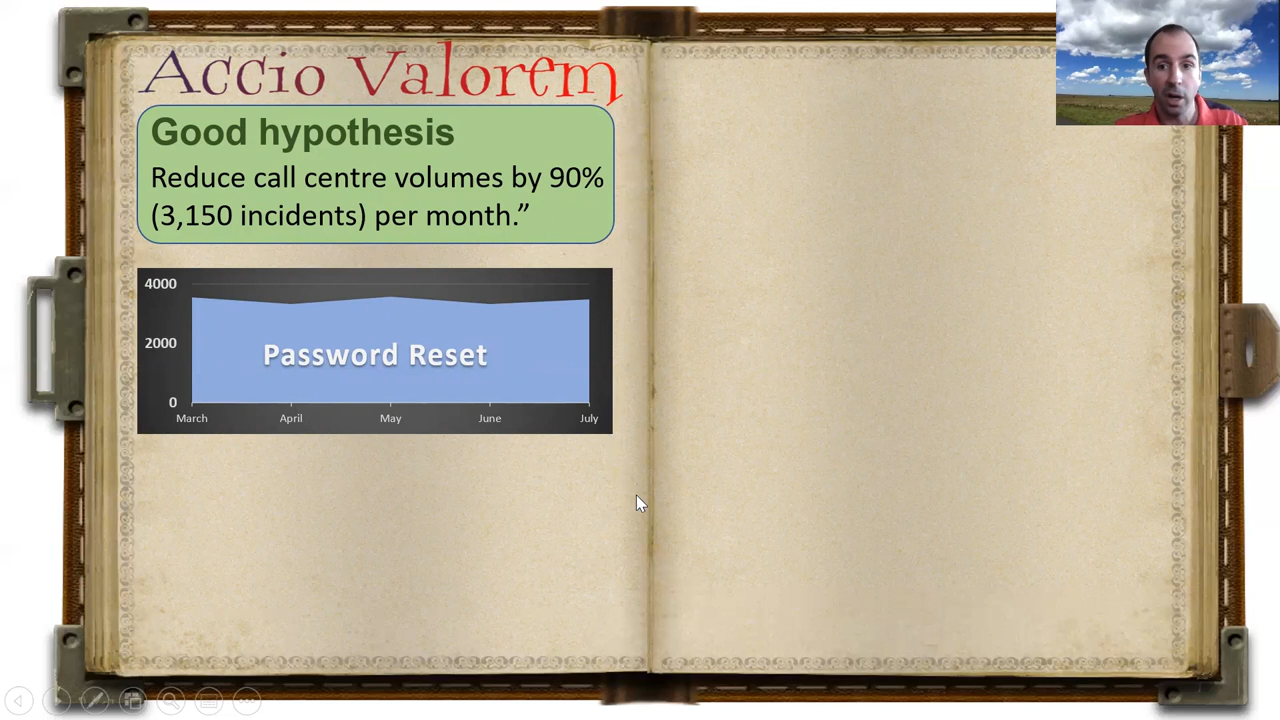 Accio Valorem
Good hypothesis
Reduce call centre volumes by 90%
(3,150 incidents) per month.”
4000
2000
0
Password Reset
March April May June July